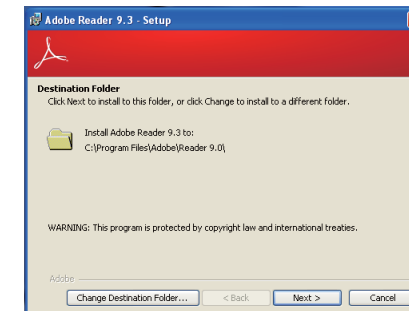 Adobe Reader 9.3 - Setup
Destination Folder
Click Next to install to this folder, or click Change to install to a different folder.
Install Adobe Reader 9.3 to:
C:\Program Files\Adobe\Reader 9.0\
WARNING: This program is protected by copyright law and international treaties.
Adobe
Change Destination Folder... < Back Next > Cancel